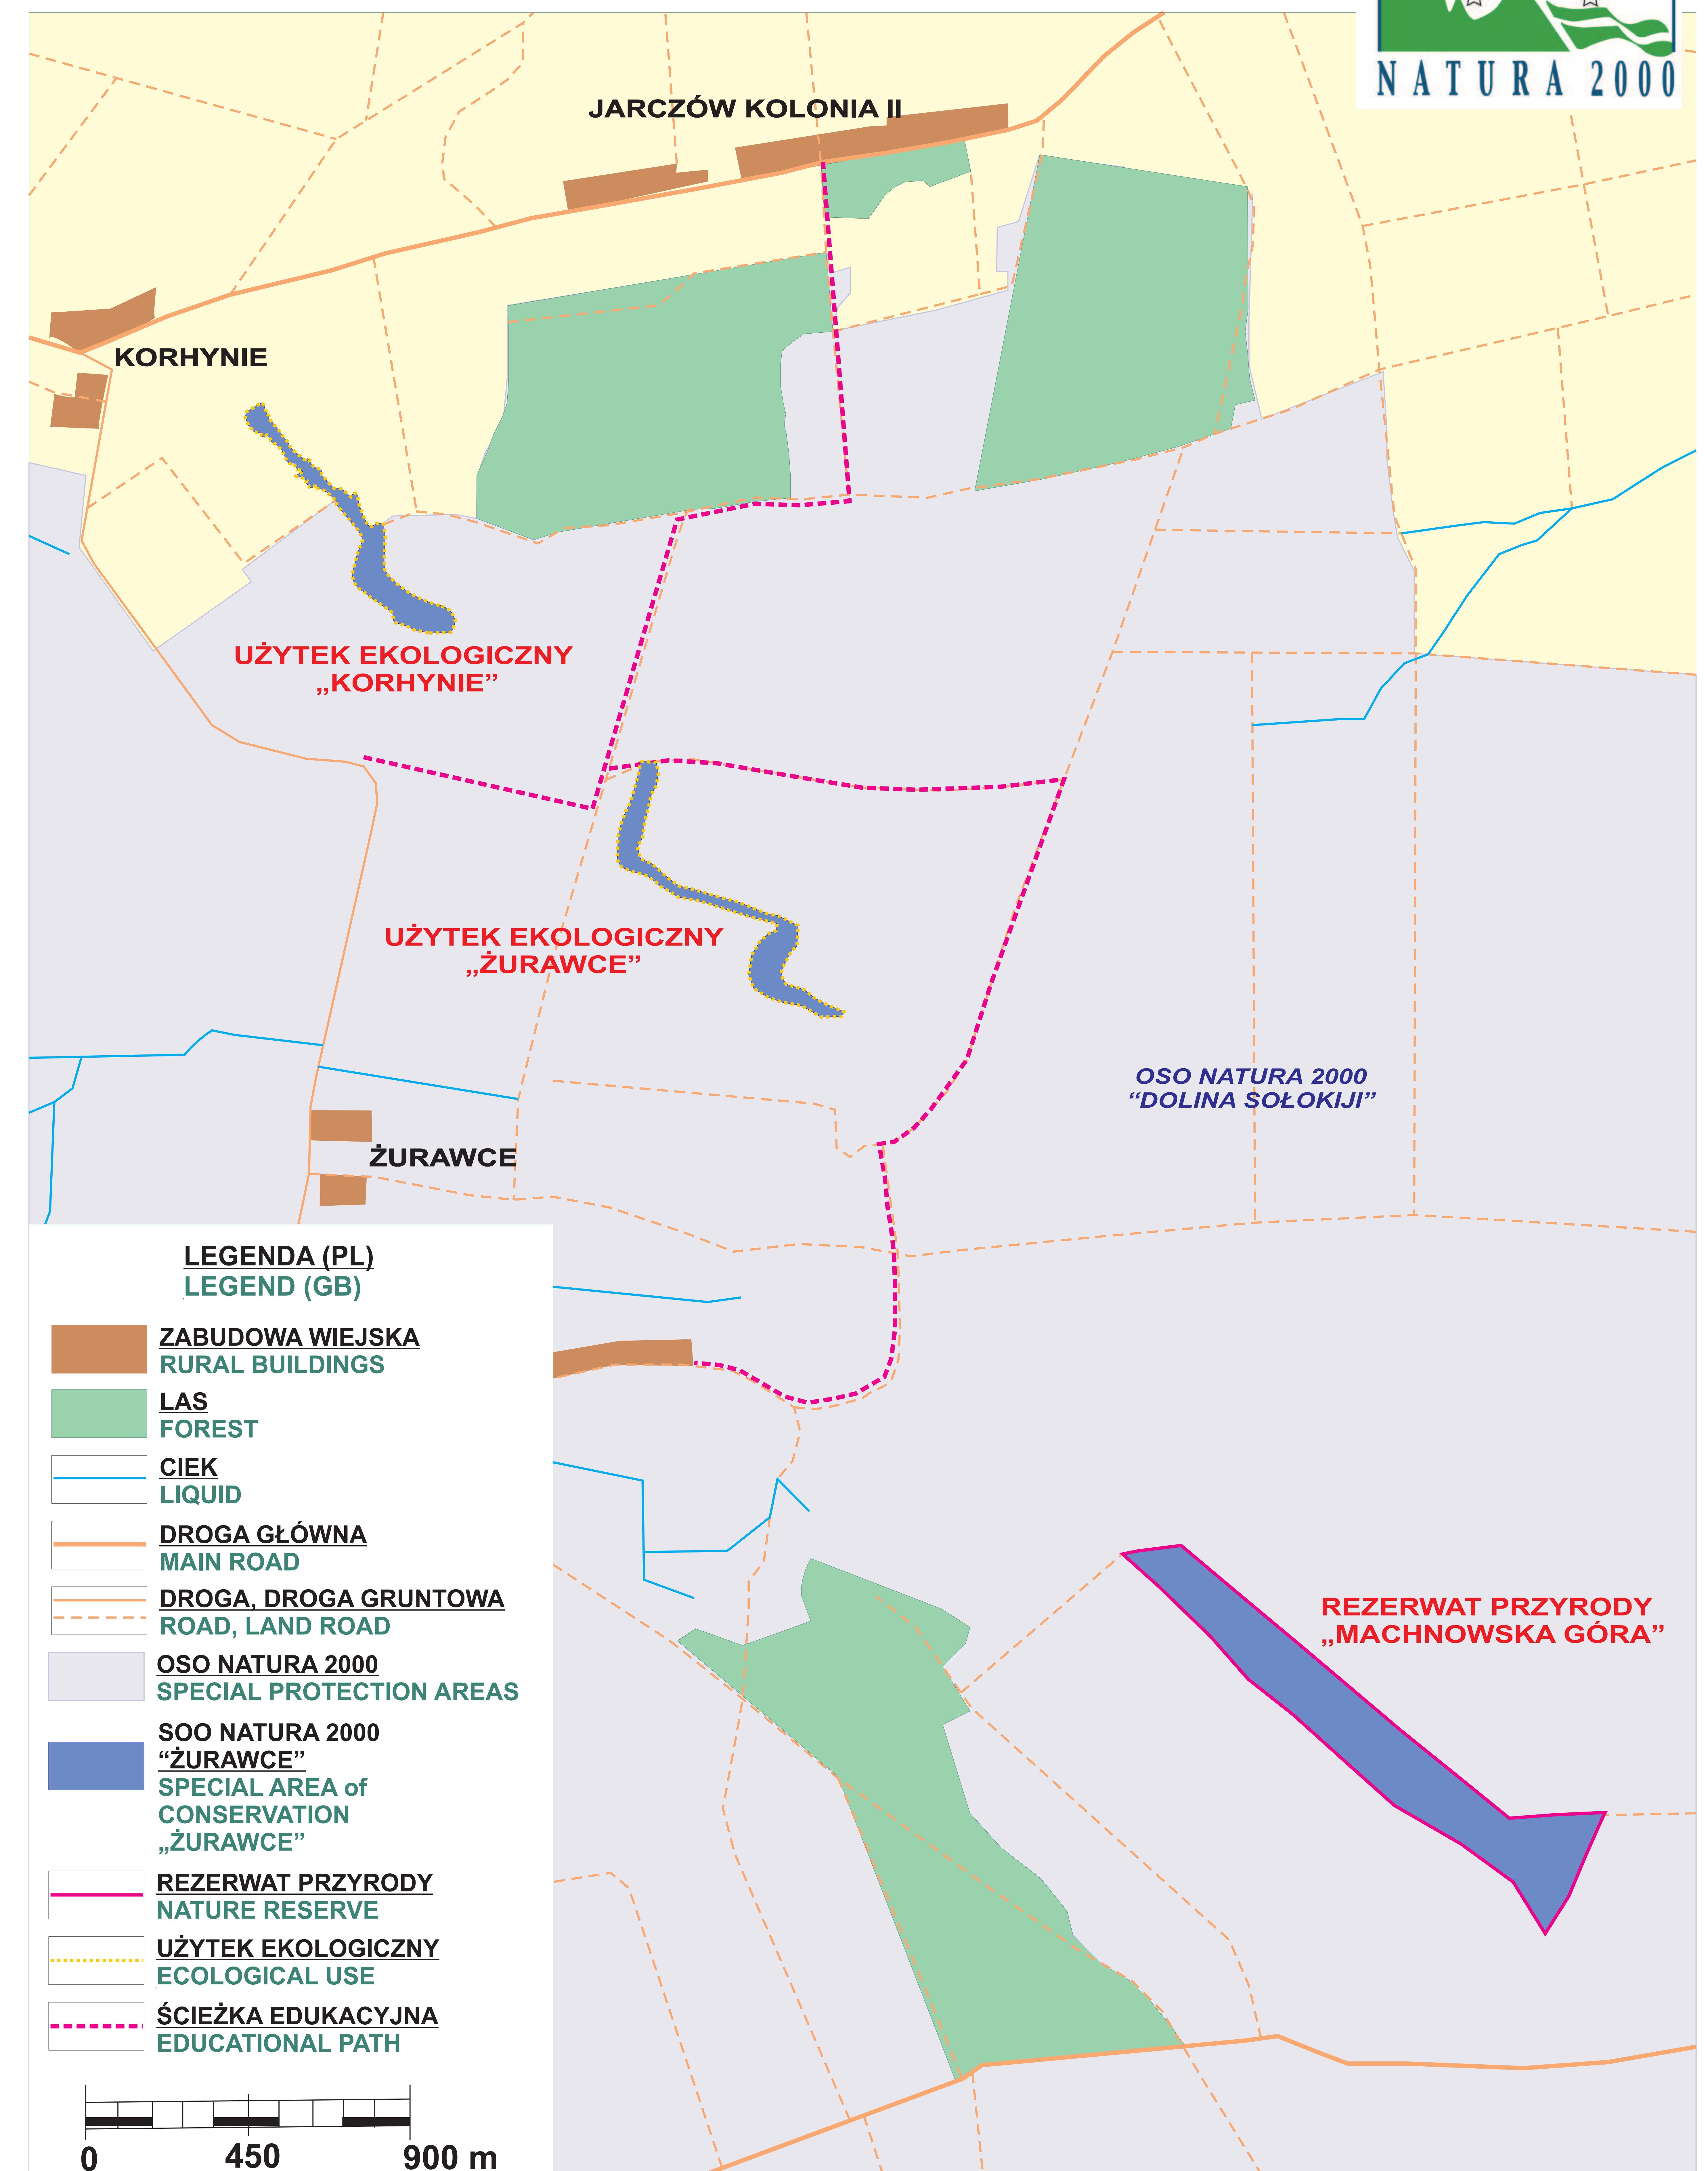 NATURA 2000
JARCZÓW KOLONIA II
KORHYNIE
UŻYTEK EKOLOGICZNY
„KORHYNIE”
UŻYTEK EKOLOGICZNY
„ŻURAWCE”
OSO NATURA 2000
“DOLINA SOŁOKIJI”
ŻURAWCE
REZERWAT PRZYRODY
„MACHNOWSKA GÓRA”
LEGENDA (PL)
LEGEND (GB)
ZABUDOWA WIEJSKA
RURAL BUILDINGS
LAS
FOREST
CIEK
LIQUID
DROGA GŁÓWNA
MAIN ROAD
DROGA, DROGA GRUNTOWA
ROAD, LAND ROAD
OSO NATURA 2000
SPECIAL PROTECTION AREAS
SOO NATURA 2000
“ŻURAWCE”
SPECIAL AREA of
CONSERVATION
„ŻURAWCE”
REZERWAT PRZYRODY
NATURE RESERVE
UŻYTEK EKOLOGICZNY
ECOLOGICAL USE
ŚCIEŻKA EDUKACYJNA
EDUCATIONAL PATH
0 450 900 m